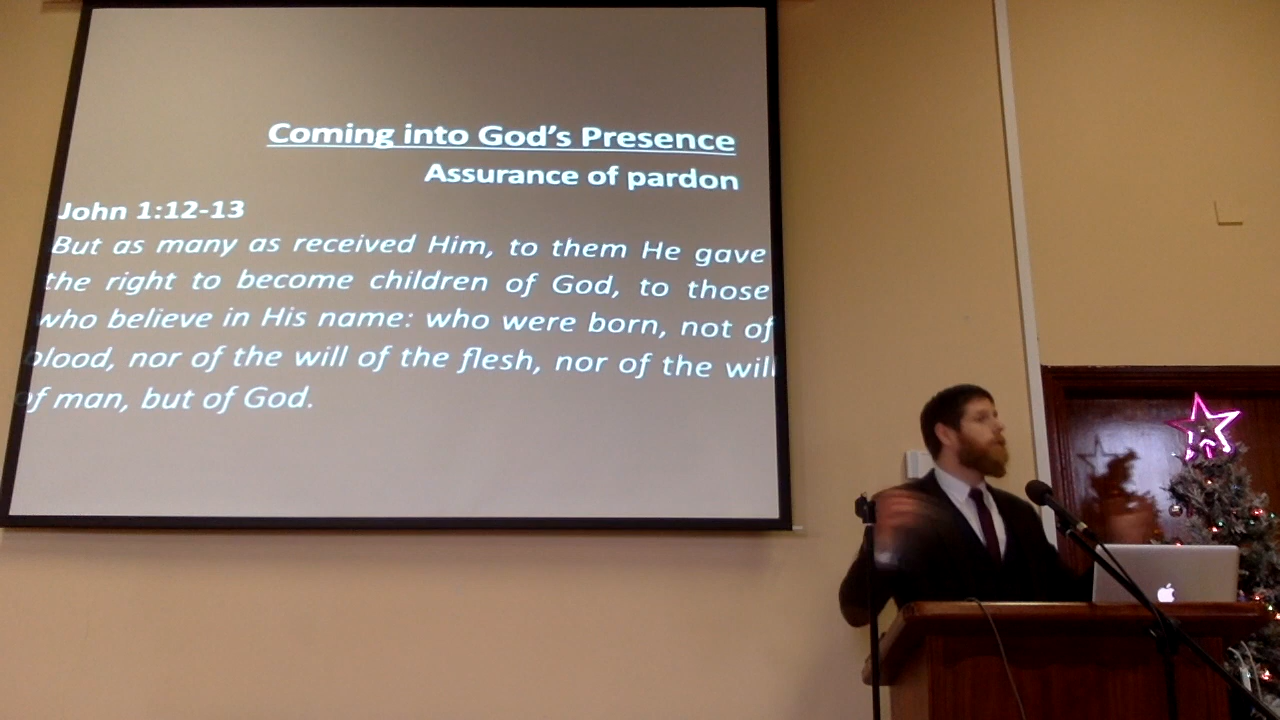 Coming into God's Presence
Assurance of pardon
John 1:12-13
But as many as received Him, to them He gave
the right to become children of God, to those
who believe in His name: who were born, not of
blood, nor of the will of the flesh, nor of the will
of man, but of God.